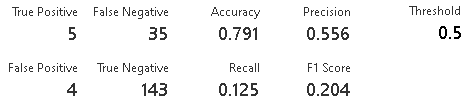 True Positive False Negative Accuracy Precision Threshold
5 35 0.791 0.556 0.5
False Positive True Negative Recall F1 Score
4 143 0.125 0.204